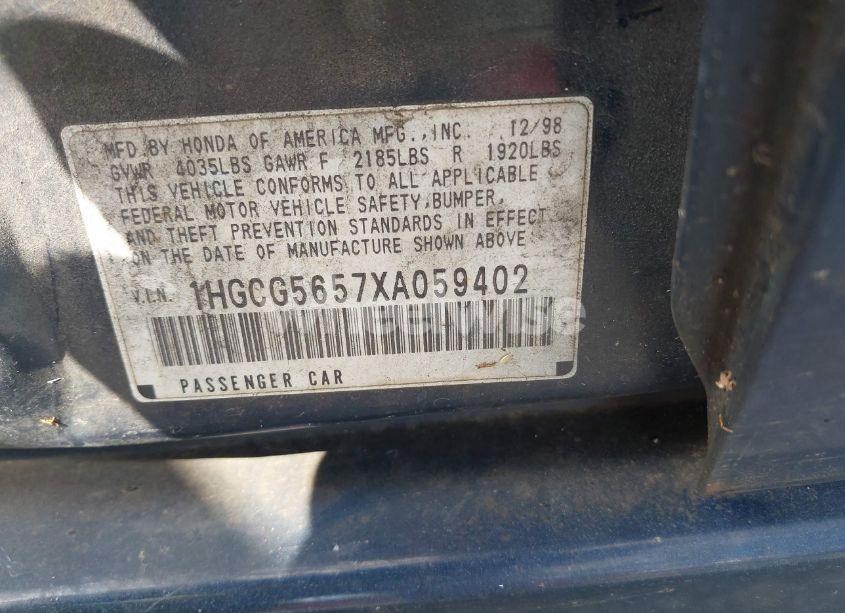 MFD BY HONDA OF AMERICA MFG., INC. 12/98
GVWR 4035LBS GAWR F 2185LBS R 1920LBS
THIS VEHICLE CONFORMS TO ALL APPLICABLE
FEDERAL MOTOR VEHICLE SAFETY, BUMPER,
AND THEFT PREVENTION STANDARDS IN EFFECT
ON THE DATE OF MANUFACTURE SHOWN ABOVE
V.I.N. 1HGCG5657XA059402
PASSENGER CAR